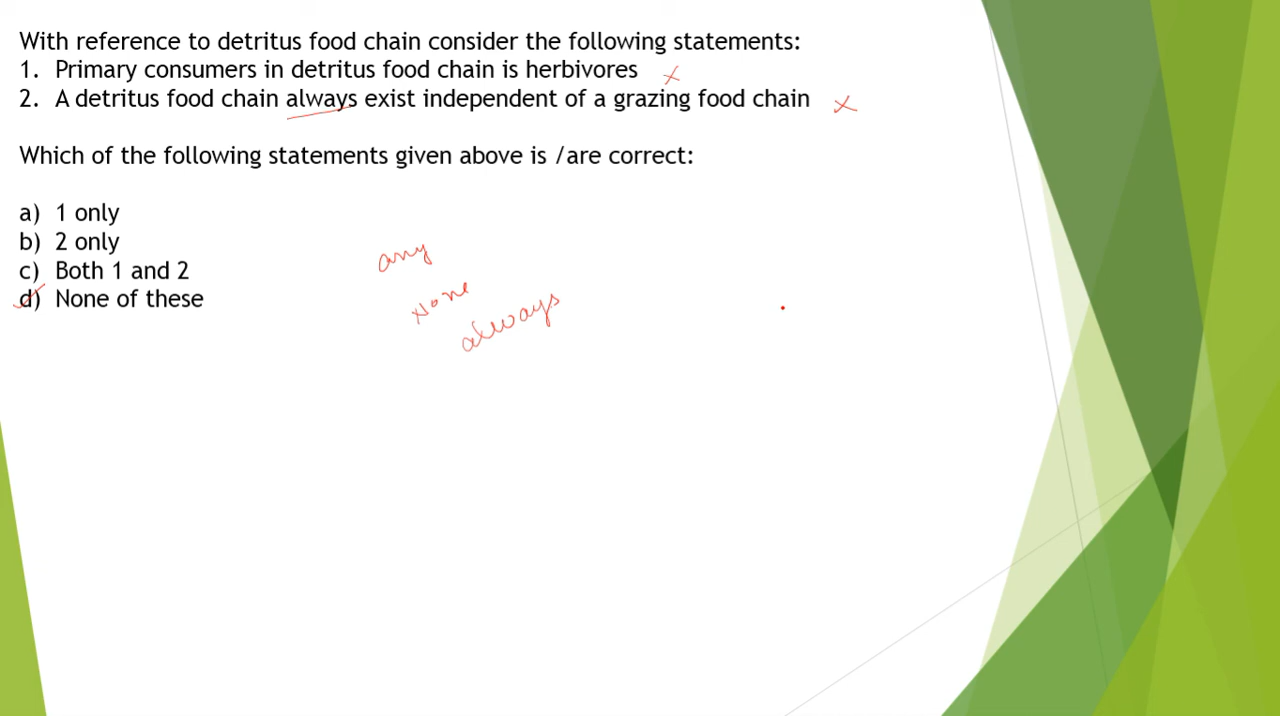 With reference to detritus food chain consider the following statements:
1. Primary consumers in detritus food chain is herbivores ×
2. A detritus food chain always exist independent of a grazing food chain ×
Which of the following statements given above is /are correct:
a) 1 only
b) 2 only
c) Both 1 and 2
d) None of these
any
None
always